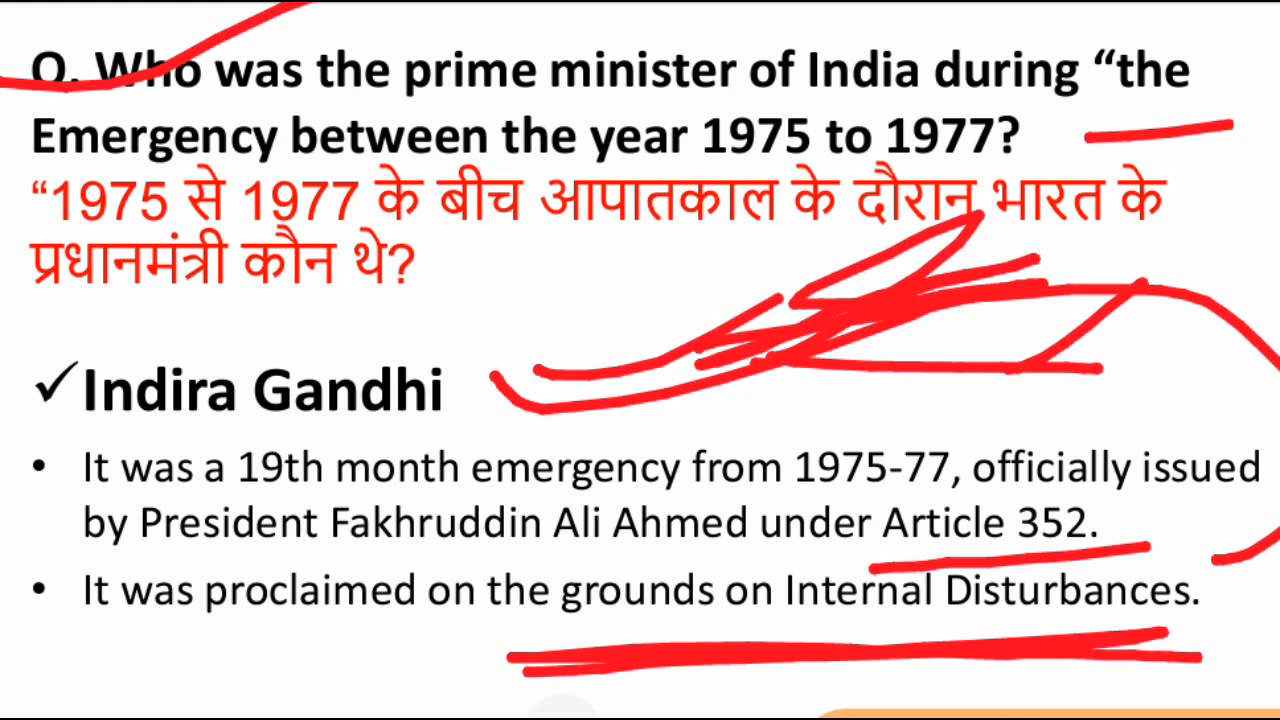 Q. Who was the prime minister of India during “the
Emergency between the year 1975 to 1977?
“1975 से 1977 के बीच आपातकाल के दौरान भारत के
प्रधानमंत्री कौन थे?
✓Indira Gandhi
• It was a 19th month emergency from 1975-77, officially issued
by President Fakhruddin Ali Ahmed under Article 352.
• It was proclaimed on the grounds on Internal Disturbances.